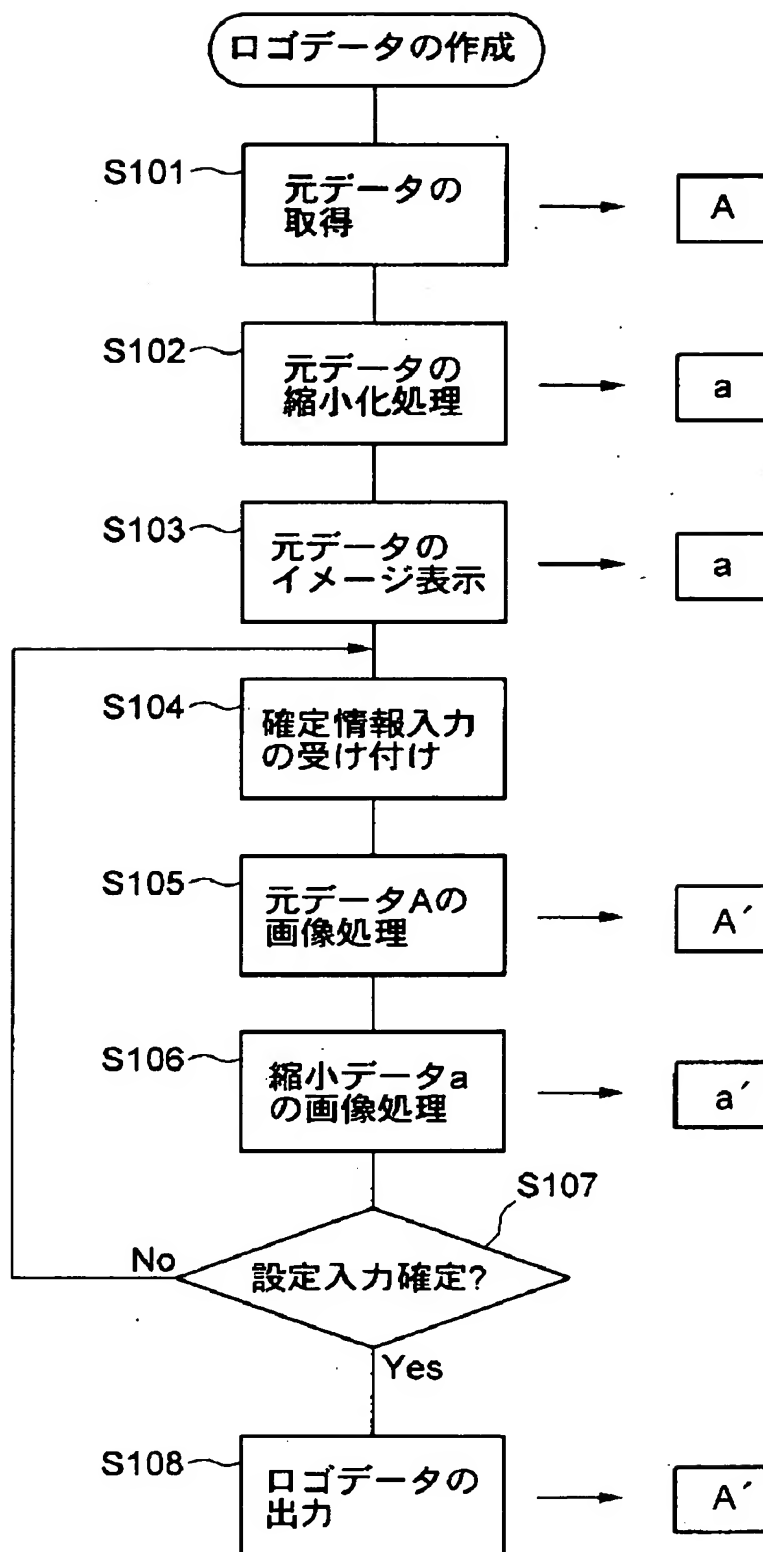 ロゴデータの作成
S101
元データの
取得
A
S102
元データの
縮小化処理
a
S103
元データの
イメージ表示
a
S104
確定情報入力
の受け付け
S105
元データAの
画像処理
A´
S106
縮小データa
の画像処理
a´
S107
No
設定入力確定?
Yes
S108
ロゴデータの
出力
A´